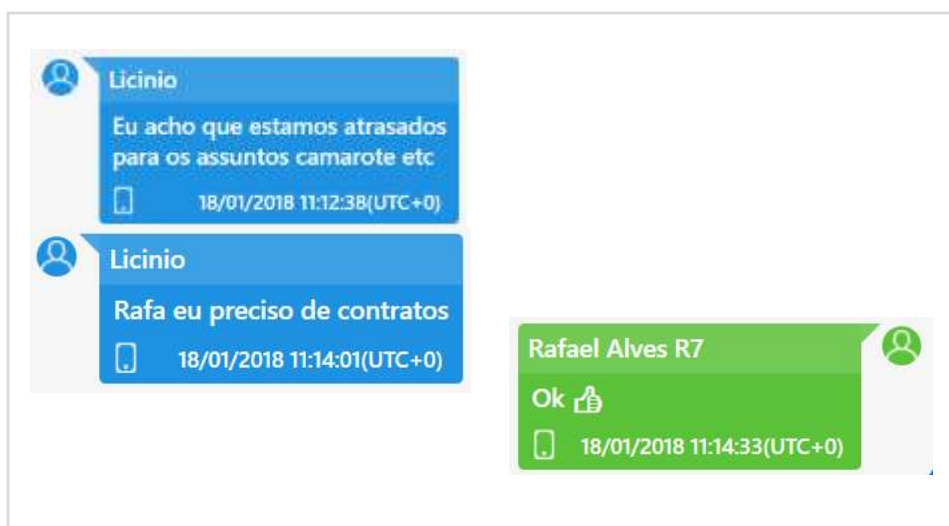 Licinio
Eu acho que estamos atrasados
para os assuntos camarote etc
18/01/2018 11:12:38(UTC+0)
Licinio
Rafa eu preciso de contratos
18/01/2018 11:14:01(UTC+0)
Rafael Alves R7
Ok 👍
18/01/2018 11:14:33(UTC+0)